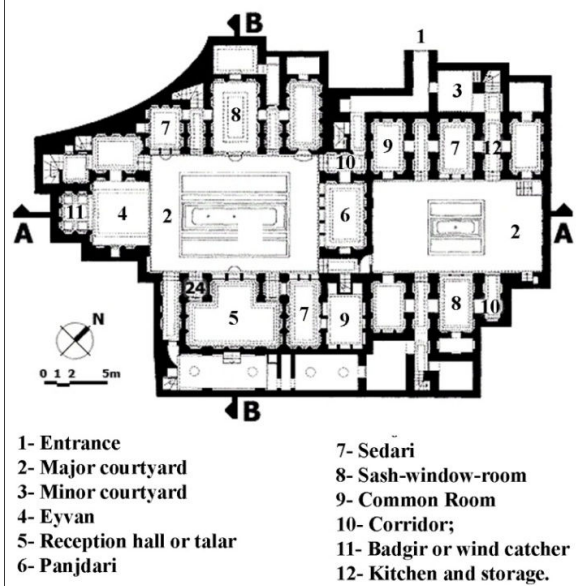 B
1
8
3
7
9
7
12
10
11
4
2
6
2
A
A
24
5
7
9
8
10
N
0 1 2 5m
B
1- Entrance
2- Major courtyard
3- Minor courtyard
4- Eyvan
5- Reception hall or talar
6- Panjdari
7- Sedari
8- Sash-window-room
9- Common Room
10- Corridor;
11- Badgir or wind catcher
12- Kitchen and storage.